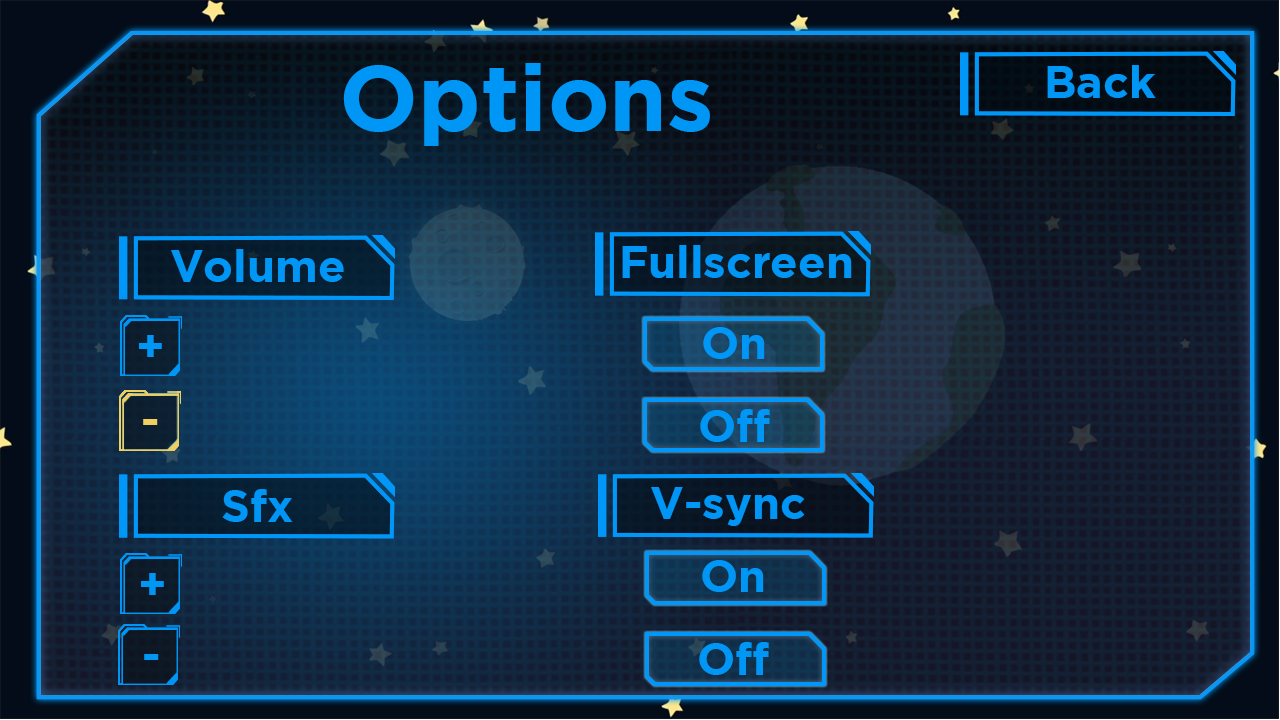 Options
Back
Volume
+
-
Sfx
+
-
Fullscreen
On
Off
V-sync
On
Off